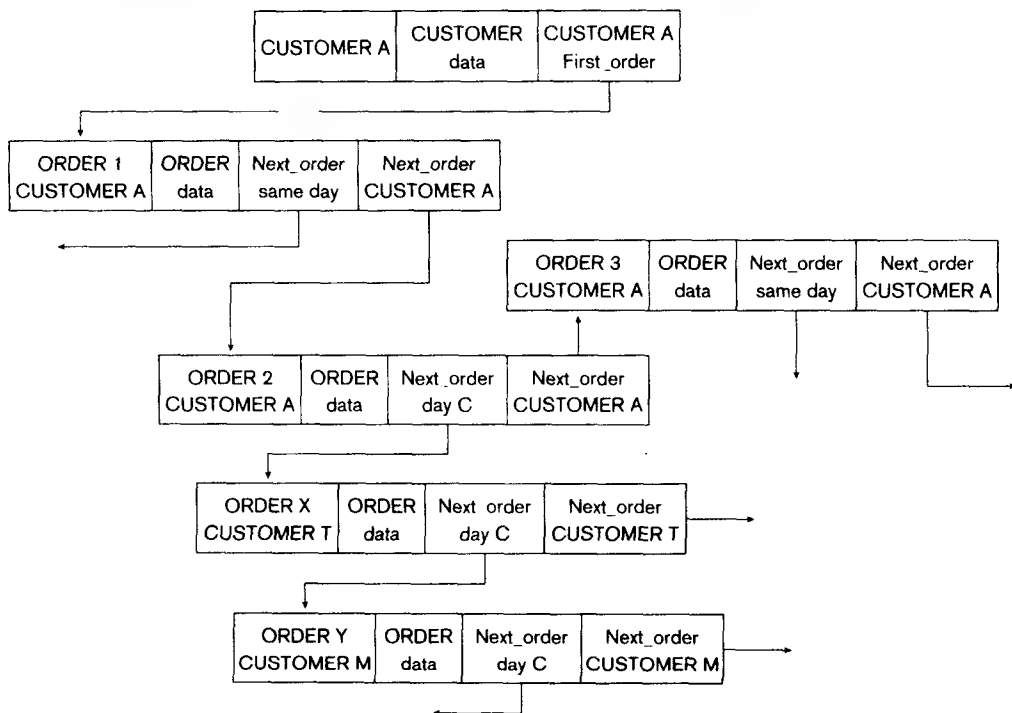 CUSTOMER A
CUSTOMER
data
CUSTOMER A
First_order
ORDER 1
CUSTOMER A
ORDER
data
Next_order
same day
Next_order
CUSTOMER A
ORDER 3
CUSTOMER A
ORDER
data
Next_order
same day
Next_order
CUSTOMER A
ORDER 2
CUSTOMER A
ORDER
data
Next_order
day C
Next_order
CUSTOMER A
ORDER X
CUSTOMER T
ORDER
data
Next order
day C
Next_order
CUSTOMER T
ORDER Y
CUSTOMER M
ORDER
data
Next_order
day C
Next_order
CUSTOMER M